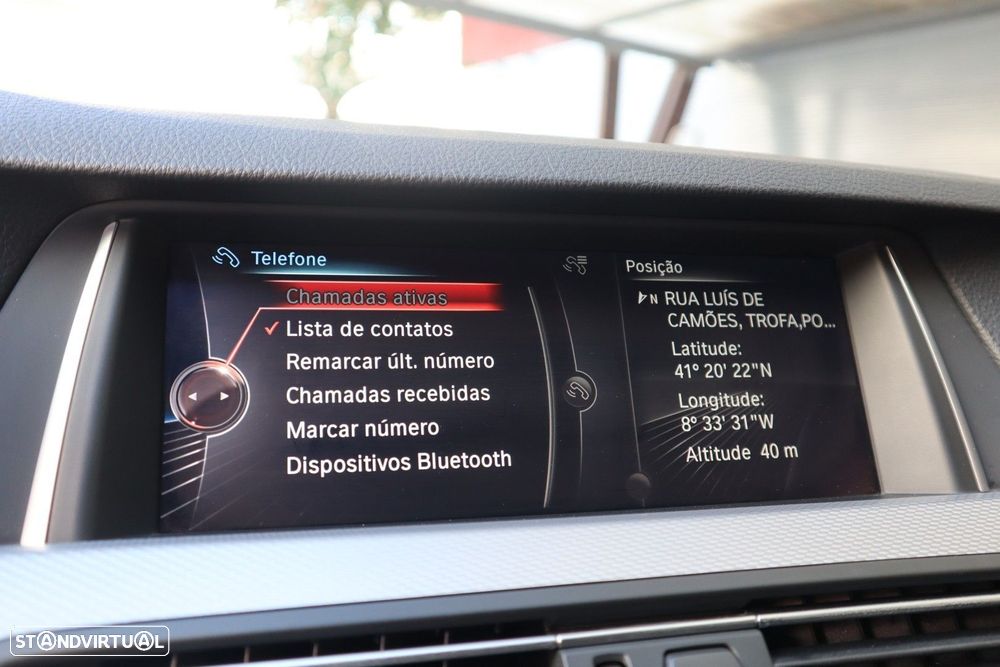 Telefone
Chamadas ativas
Lista de contatos
Remarcar últ. número
Chamadas recebidas
Marcar número
Dispositivos Bluetooth
Posição
N RUA LUÍS DE
CAMÕES, TROFA,PO...
Latitude:
41° 20' 22"N
Longitude:
8° 33' 31"W
Altitude 40 m
STANDVIRTUAL